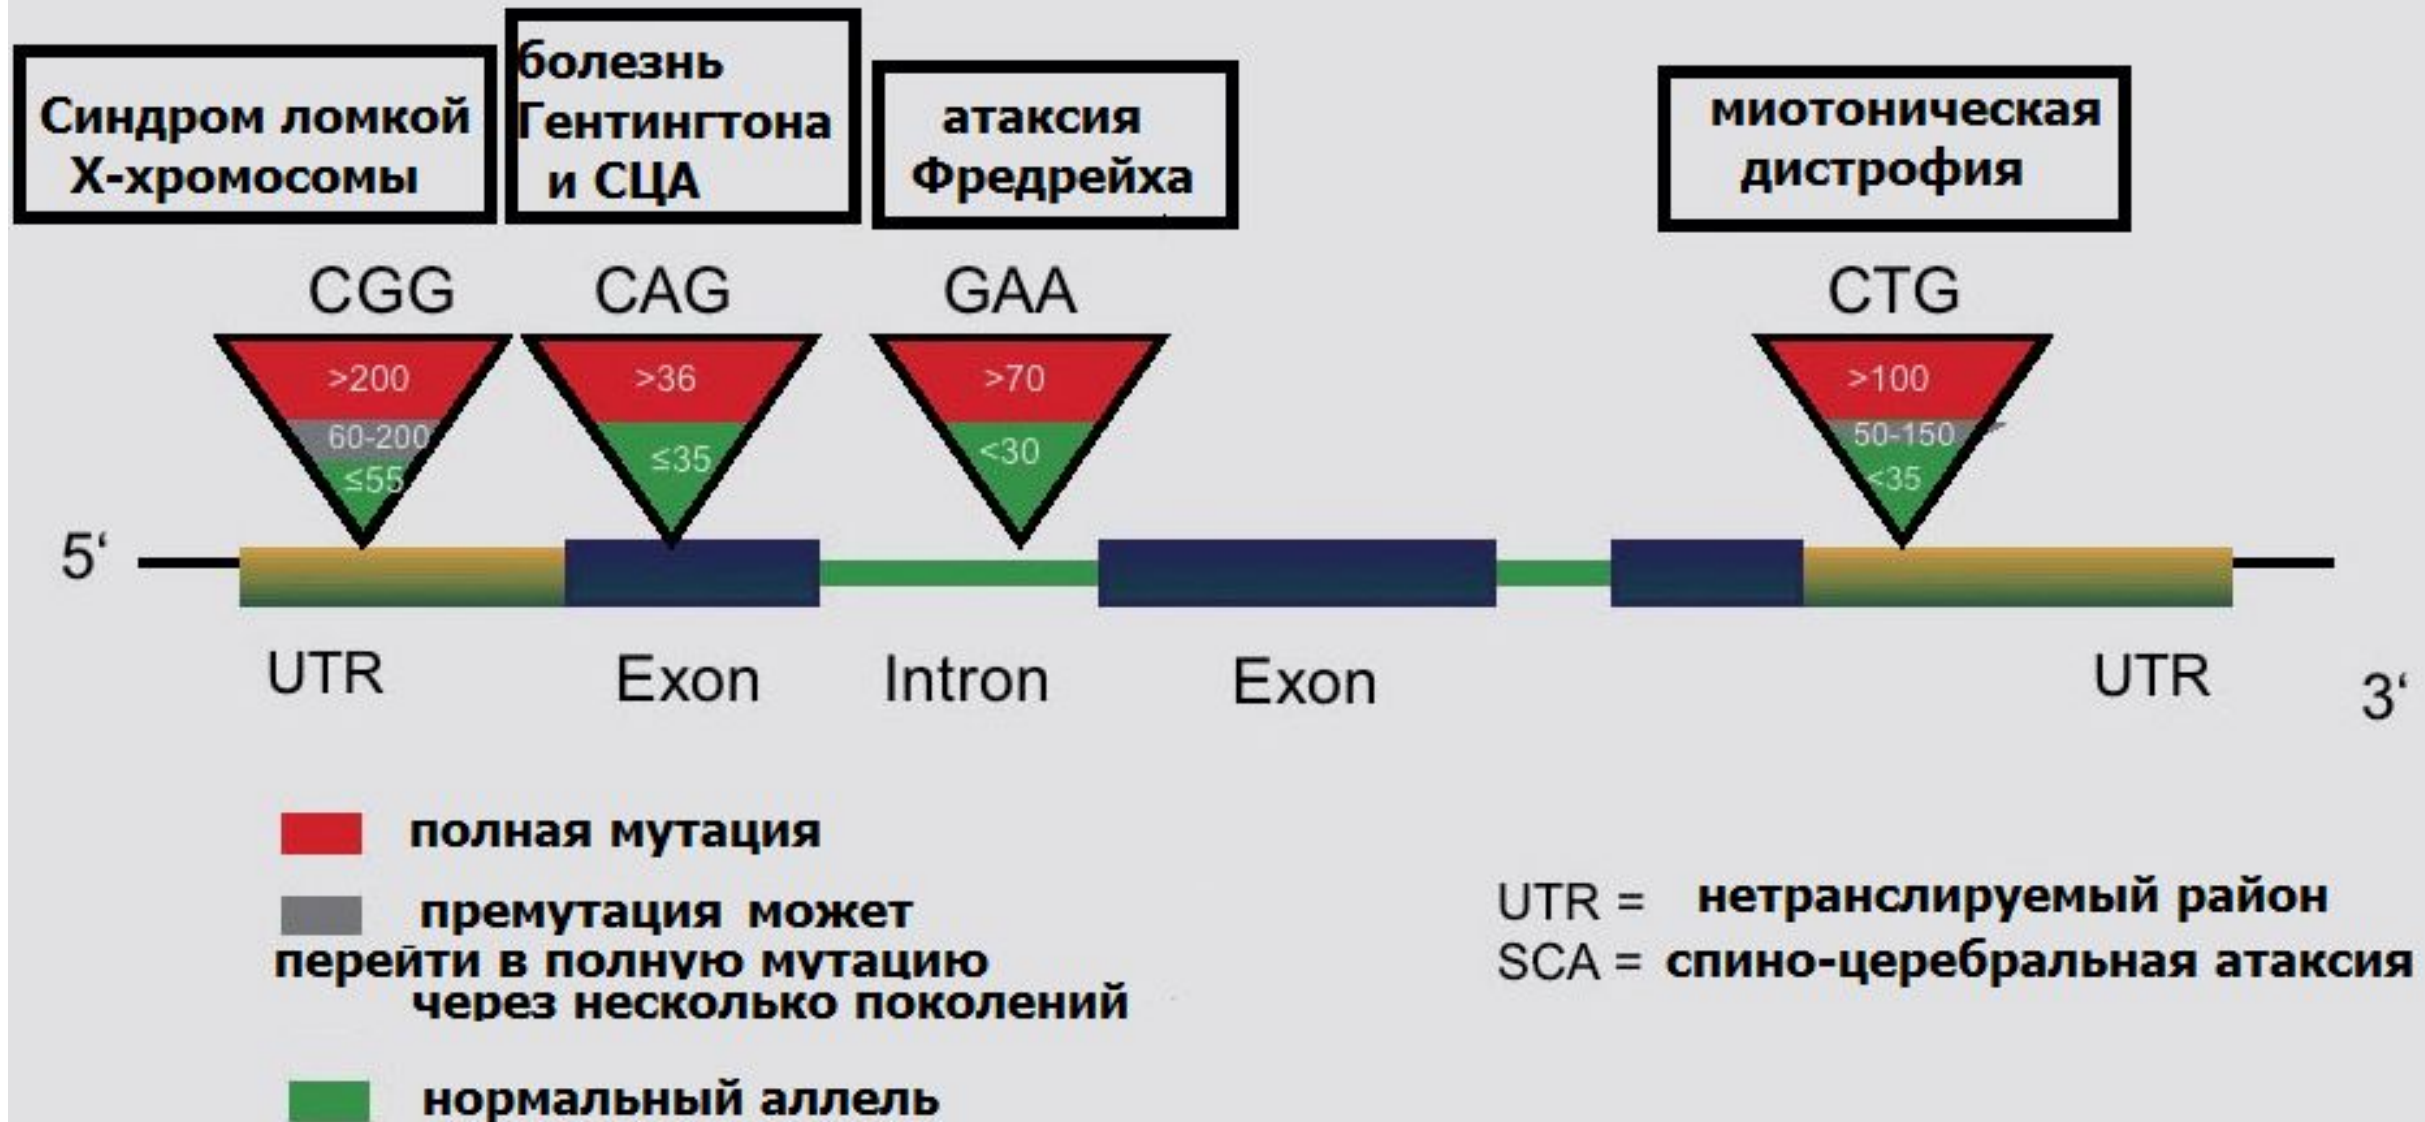 Синдром ломкой
Х-хромосомы
болезнь
Гентингтона
и СЦА
атаксия
Фредрейха
миотоническая
дистрофия
CGG
CAG
GAA
CTG
>200
60-200
≤55
>36
≤35
>70
<30
>100
50-150
<35
5‘
UTR
Exon
Intron
Exon
UTR
3‘
полная мутация
премутация может
перейти в полную мутацию
через несколько поколений
нормальный аллель
UTR = нетранслируемый район
SCA = спино-церебральная атаксия